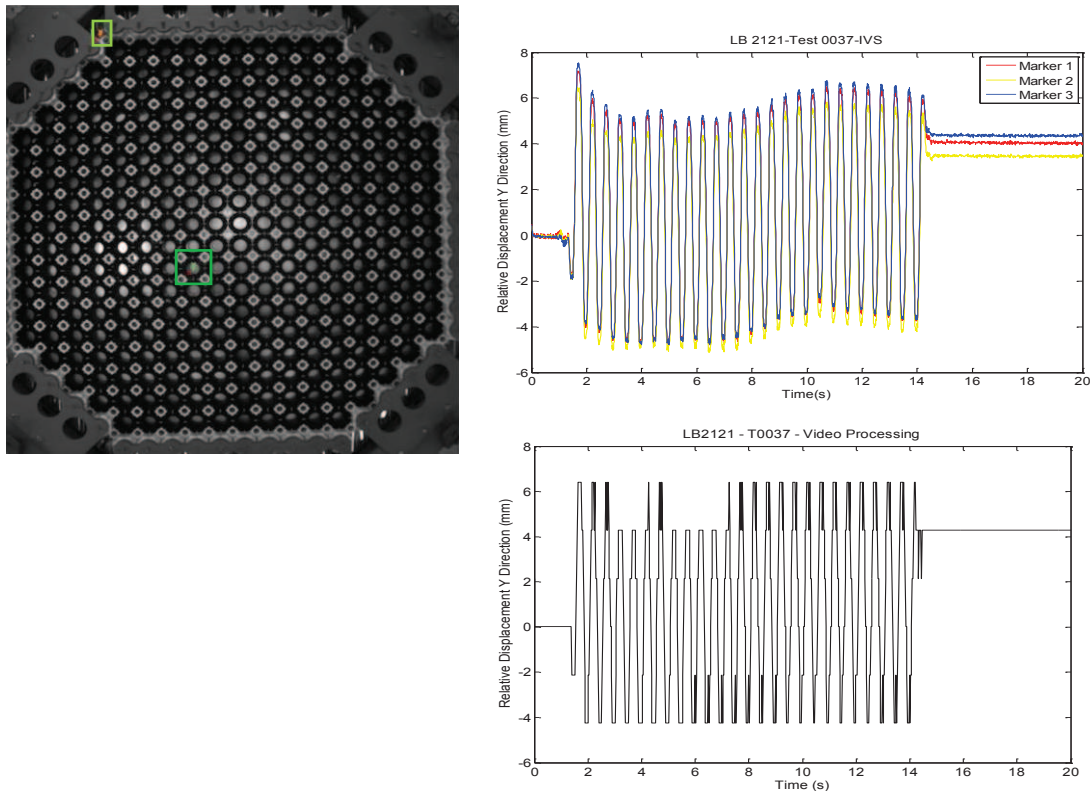 LB 2121-Test 0037-IVS
Relative Displacement Y Direction (mm)
8
6
4
2
0
-2
-4
-6
0 2 4 6 8 10 12 14 16 18 20
Time(s)
Marker 1
Marker 2
Marker 3
LB2121 - T0037 - Video Processing
Relative Displacement Y Direction (mm)
8
6
4
2
0
-2
-4
-6
0 2 4 6 8 10 12 14 16 18 20
Time (s)